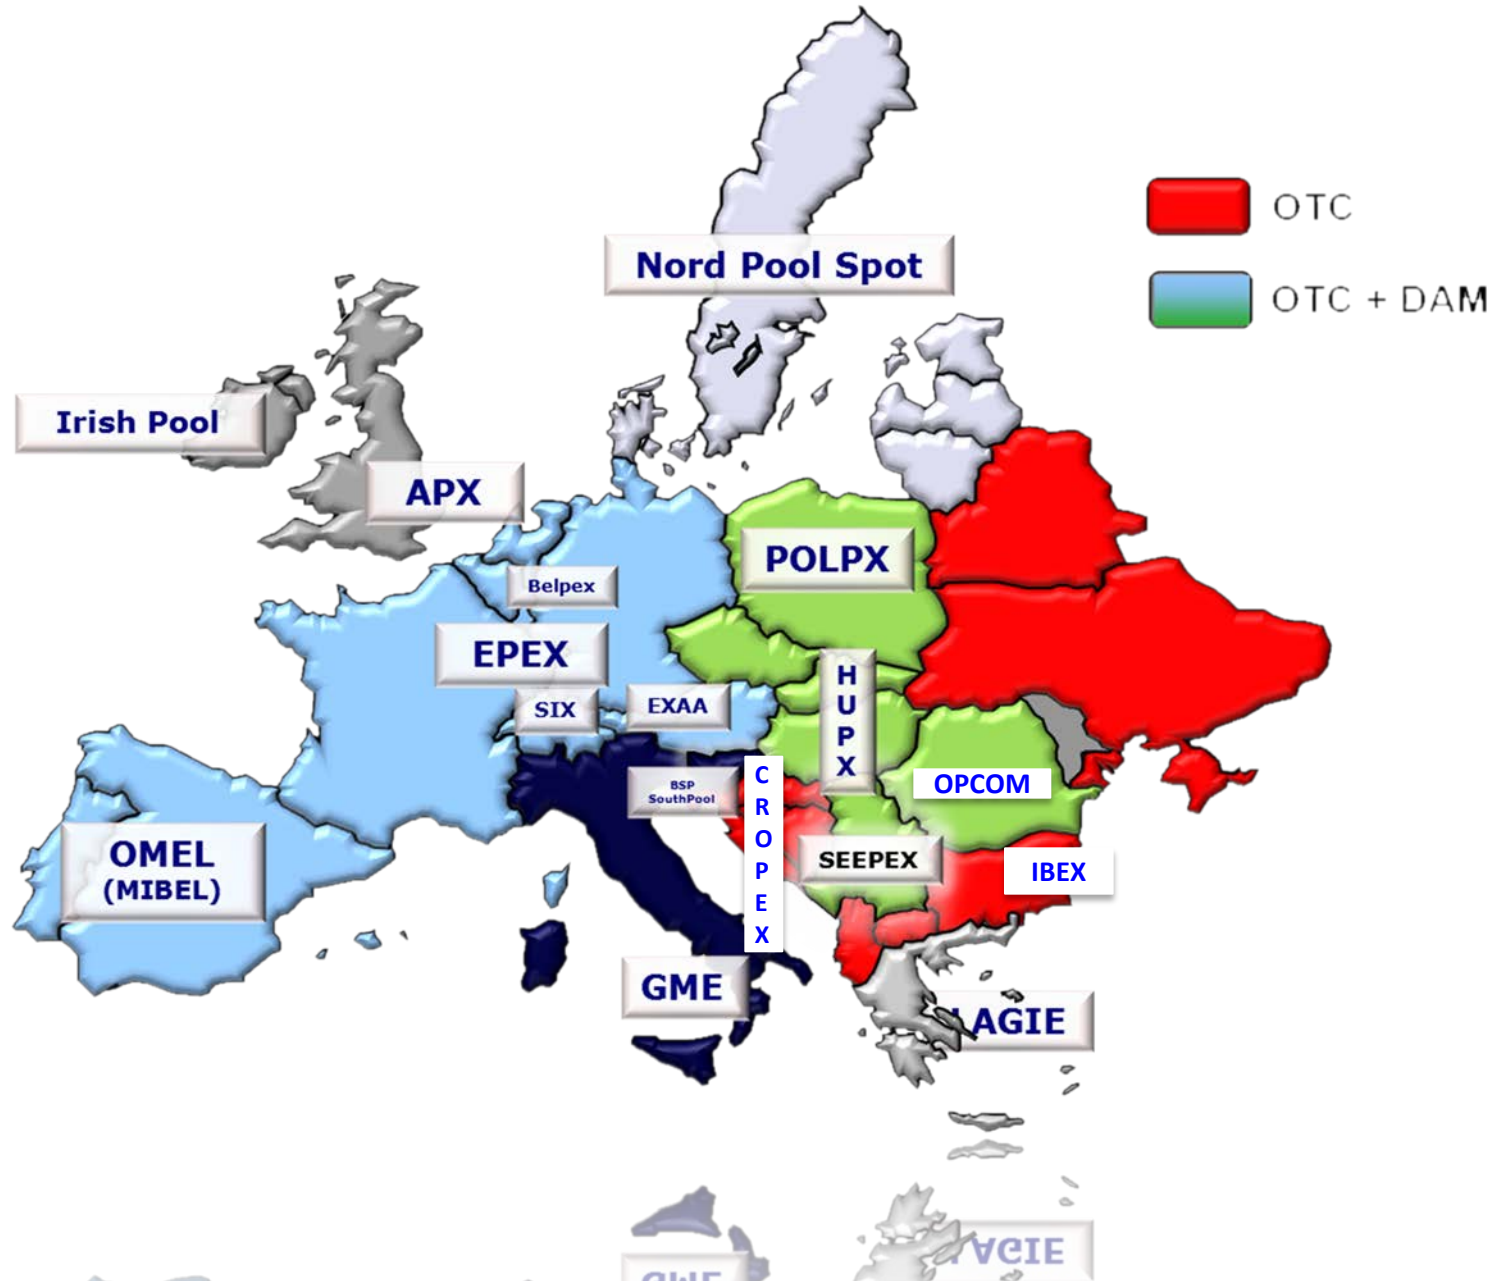 OTC
Nord Pool Spot
OTC + DAM
Irish Pool
APX
POLPX
Belpex
EPEX
HUPX
SIX
EXAA
CROPEX
BSP
SouthPool
OPCOM
OMEL
(MIBEL)
SEEPEX
IBEX
GME
LAGIE